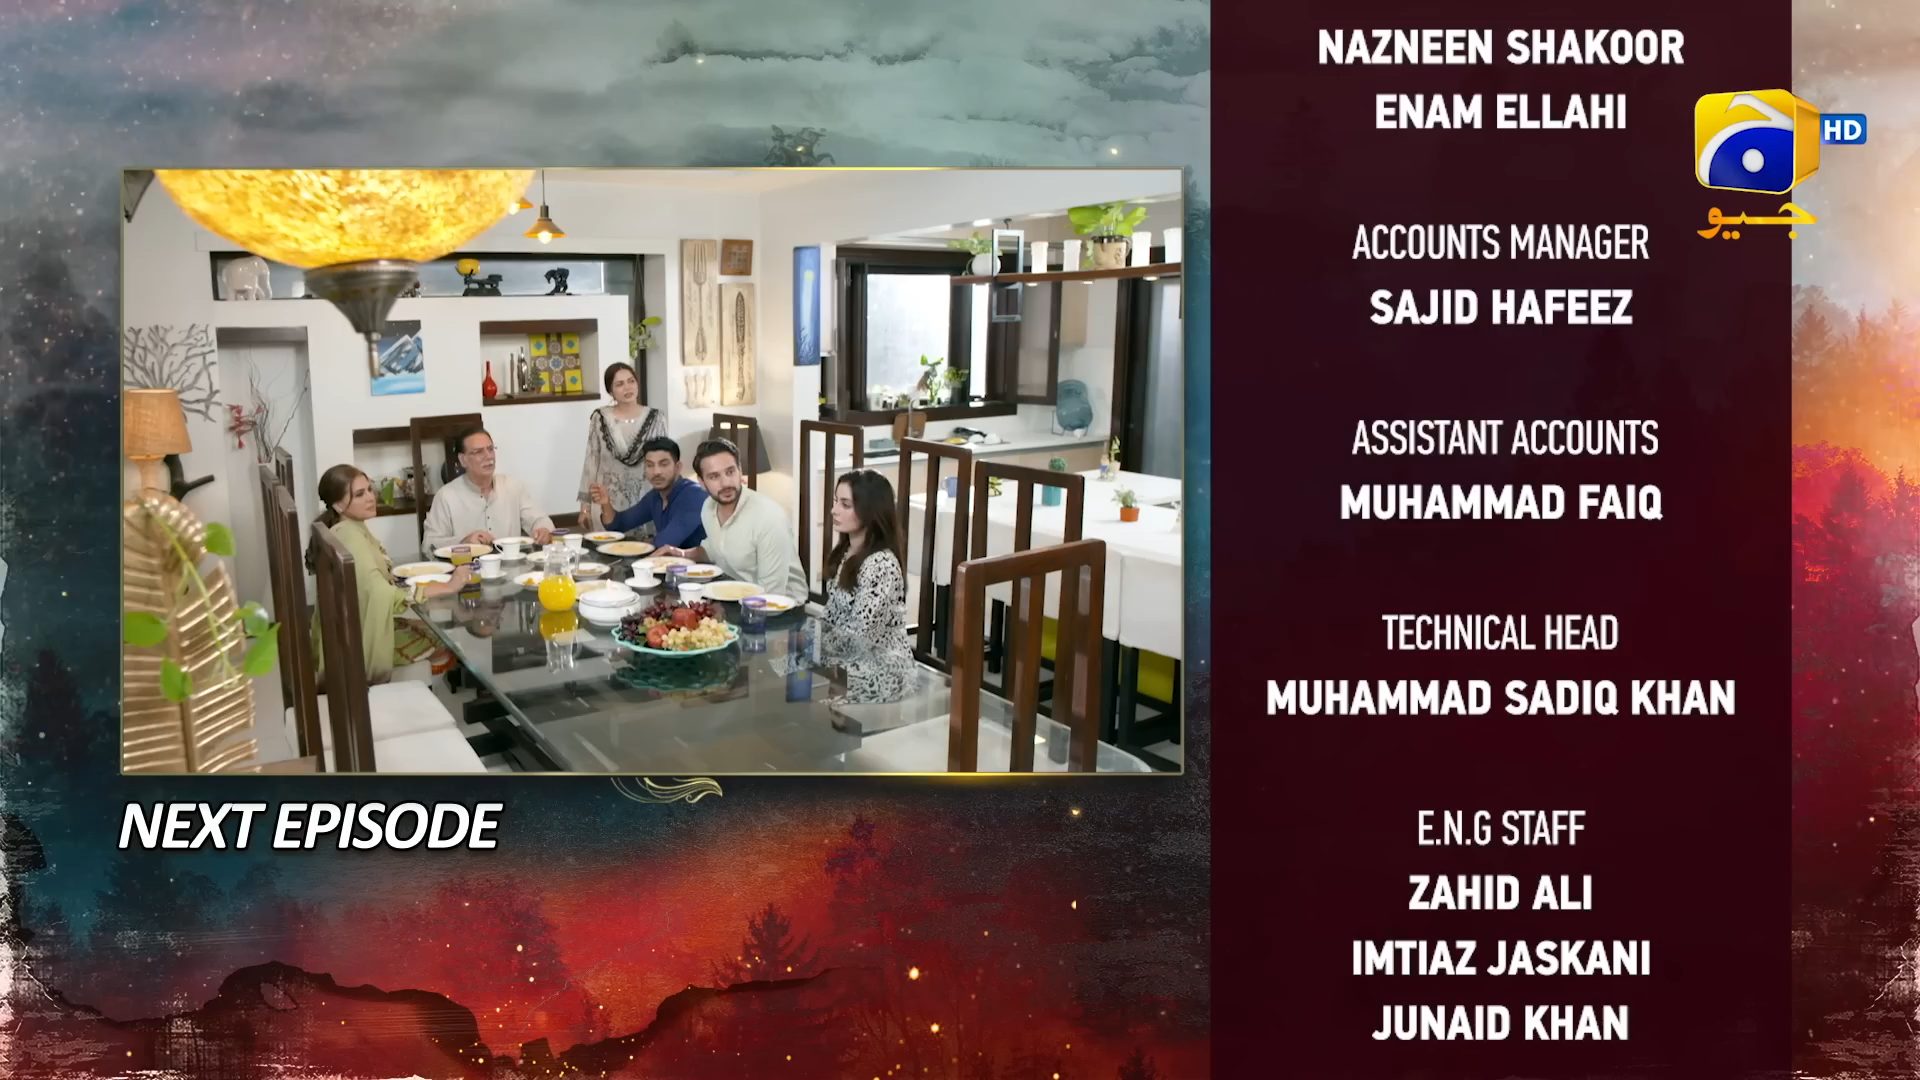 NAZNEEN SHAKOOR
ENAM ELLAHI
HD
جیو
ACCOUNTS MANAGER
SAJID HAFEEZ
ASSISTANT ACCOUNTS
MUHAMMAD FAIQ
TECHNICAL HEAD
MUHAMMAD SADIQ KHAN
E.N.G STAFF
ZAHID ALI
IMTIAZ JASKANI
JUNAID KHAN
NEXT EPISODE